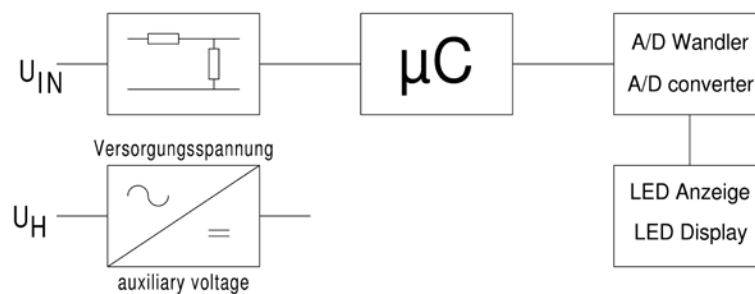 U_IN
µC
A/D Wandler
A/D converter
Versorgungsspannung
U_H
auxiliary voltage
LED Anzeige
LED Display